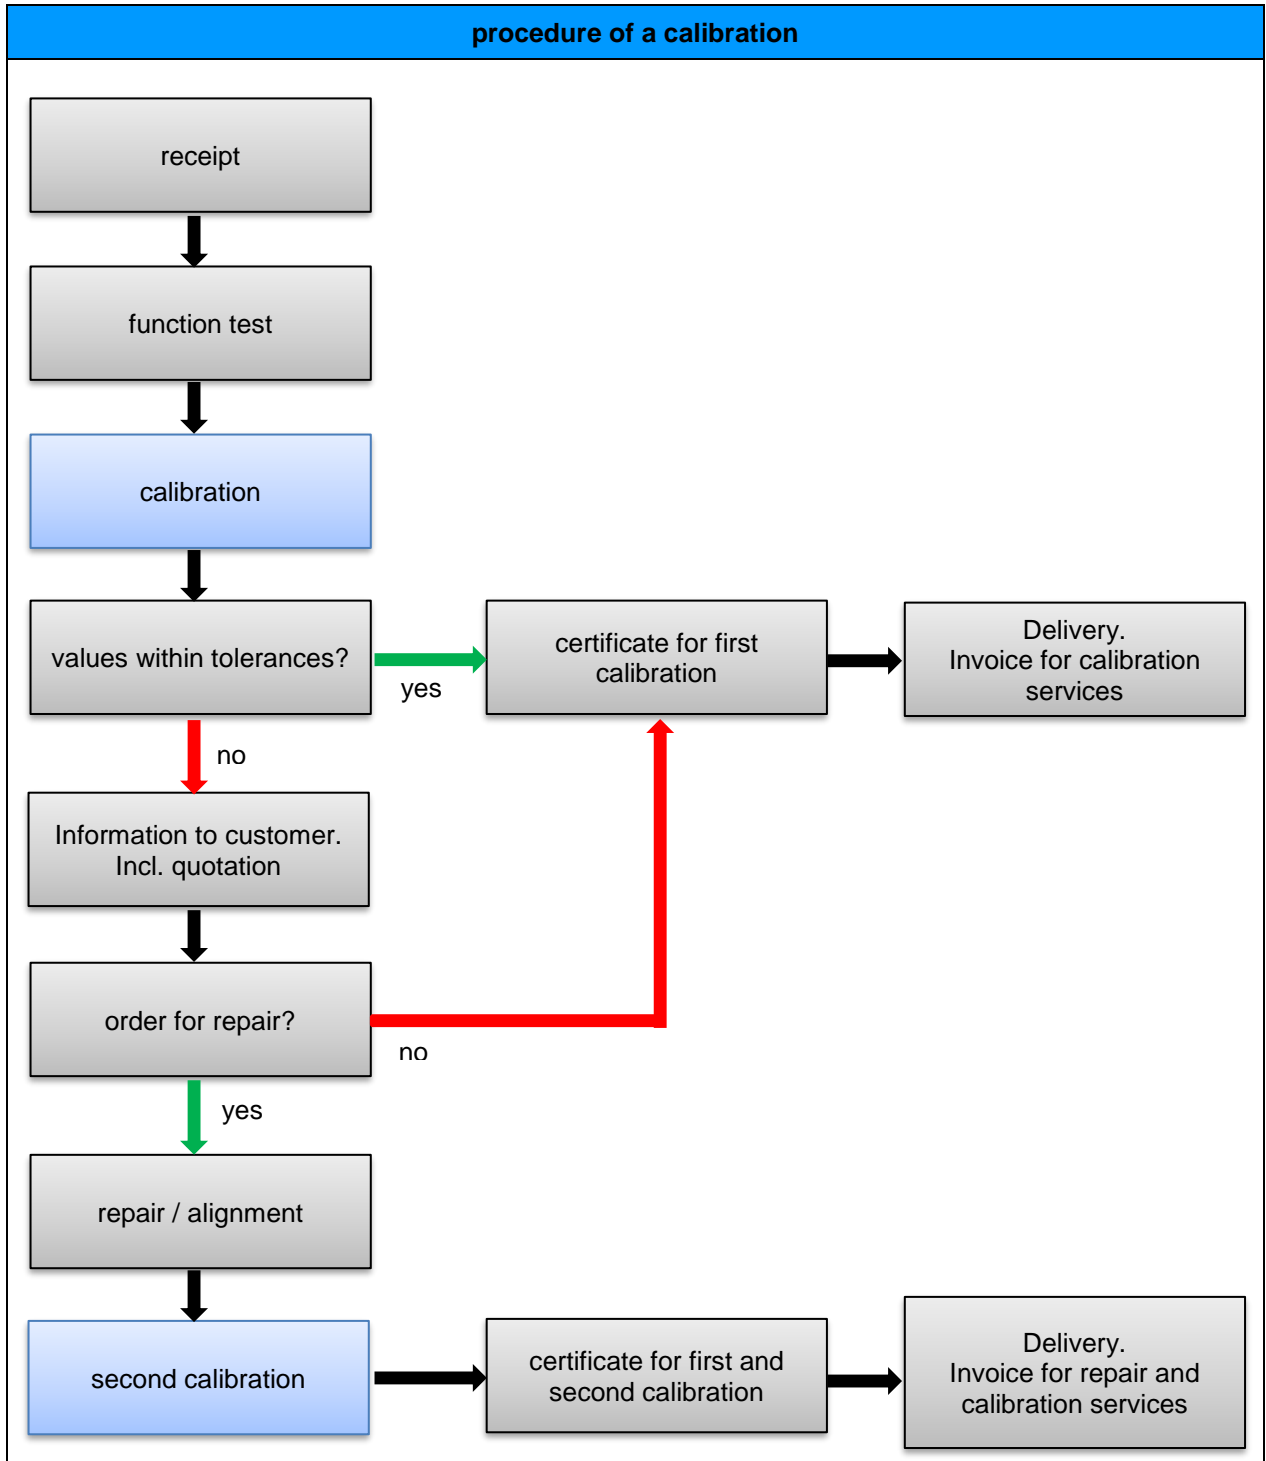 procedure of a calibration
receipt
function test
calibration
values within tolerances?
yes
certificate for first
calibration
Delivery.
Invoice for calibration
services
no
Information to customer.
Incl. quotation
order for repair?
no
yes
repair / alignment
second calibration
certificate for first and
second calibration
Delivery.
Invoice for repair and
calibration services